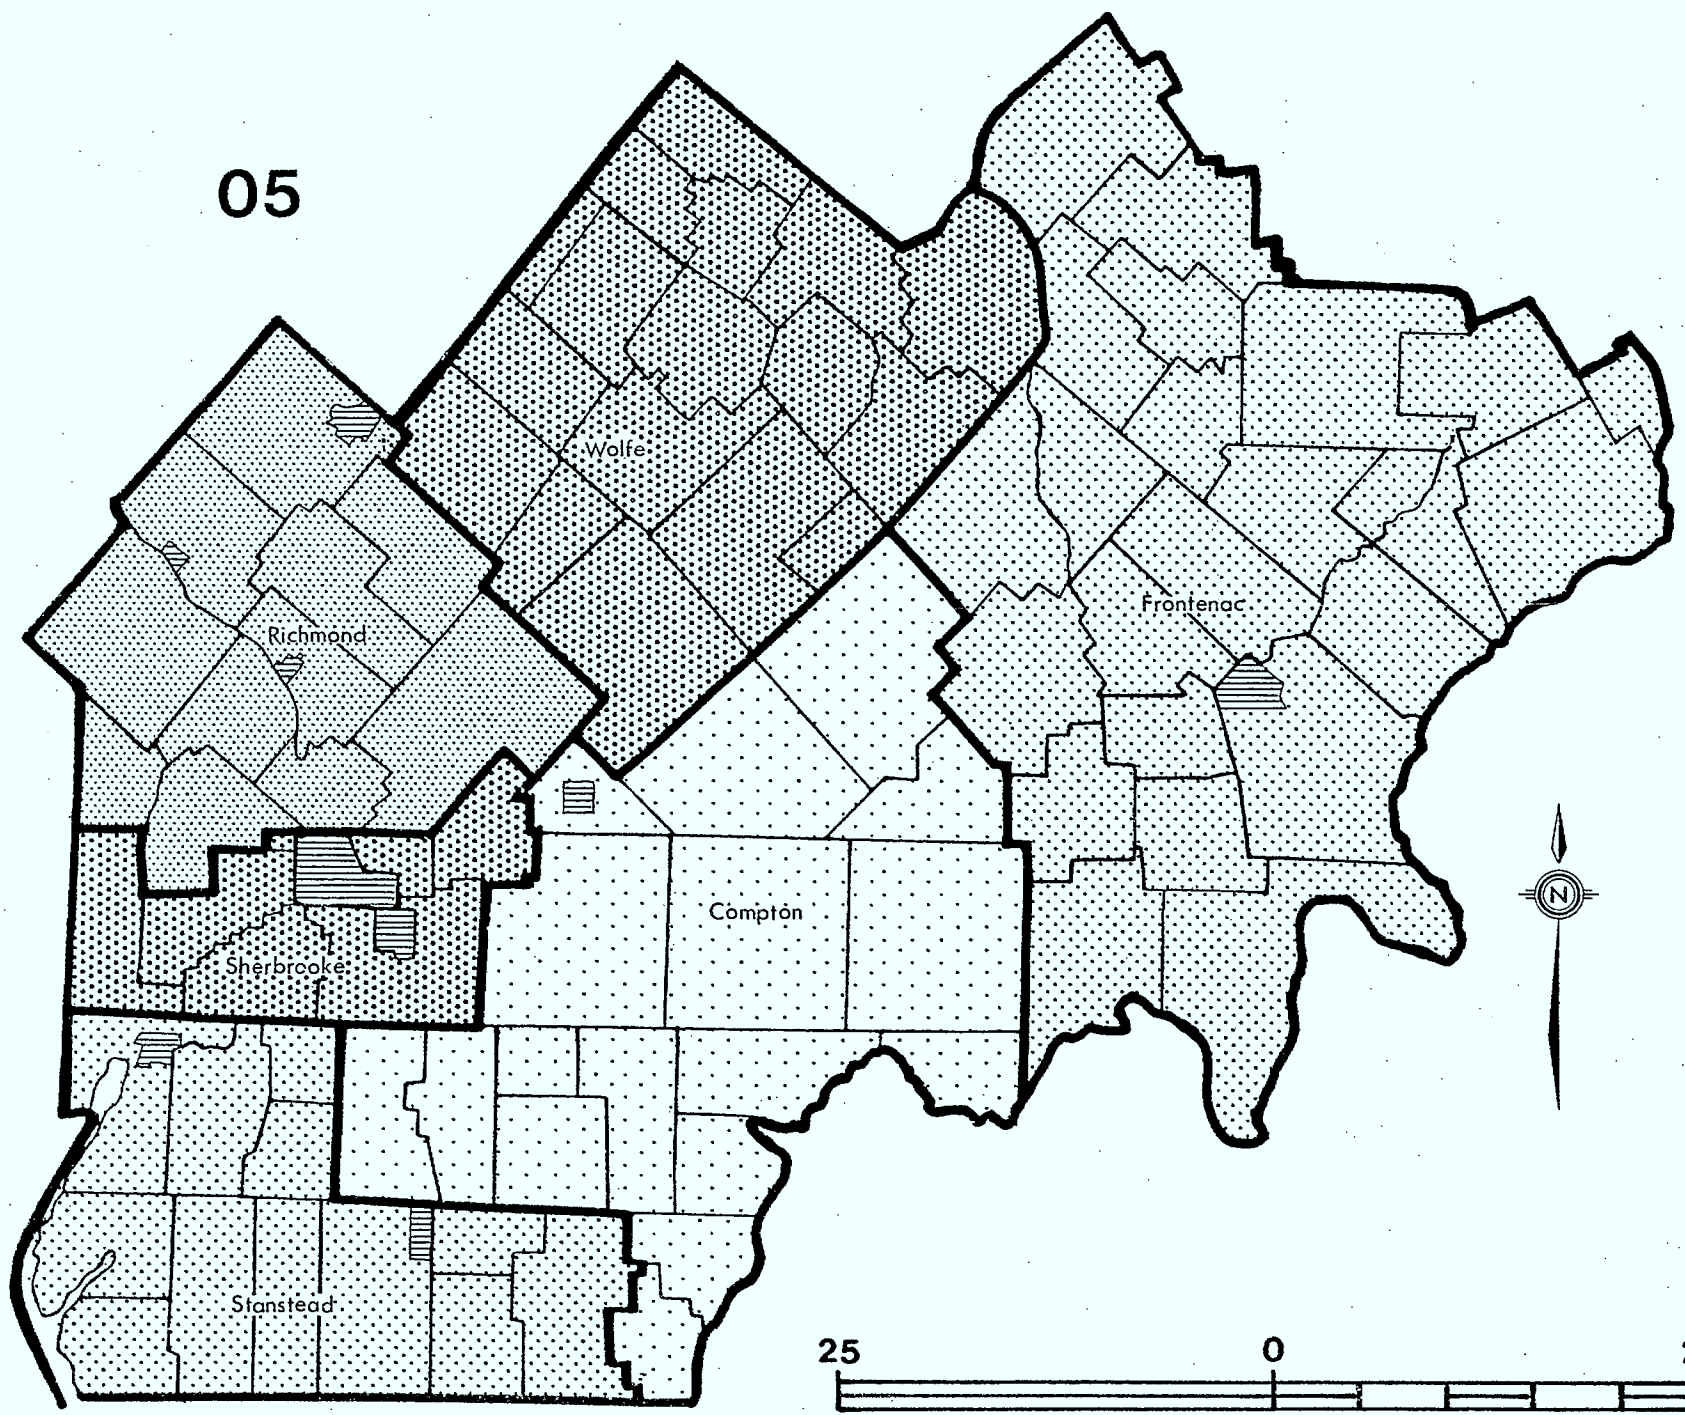 05
Wolfe
Frontenac
Richmond
Compton
Sherbrooke
Stanstead
N
25 0